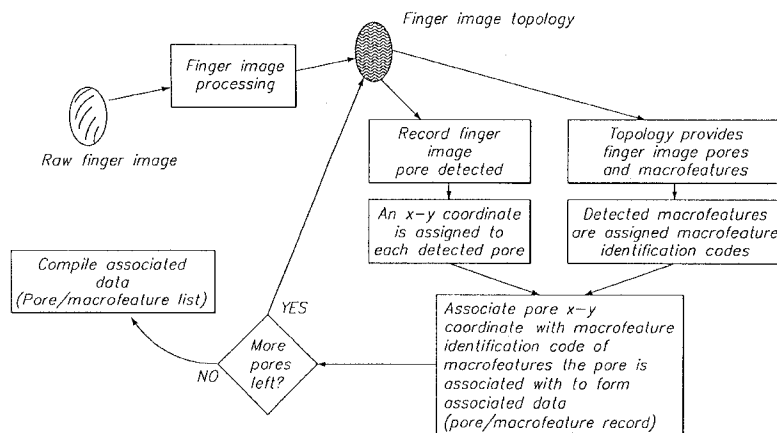 Finger image topology
Finger image
processing
Raw finger image
Record finger
image
pore detected
Topology provides
finger image pores
and macrofeatures
An x-y coordinate
is assigned to
each detected pore
Detected macrofeatures
are assigned macrofeature
identification codes
Associate pore x-y
coordinate with macrofeature
identification code of
macrofeatures the pore is
associated with to form
associated data
(pore/macrofeature record)
More
pores
left?
YES
NO
Compile associated
data
(Pore/macrofeature list)